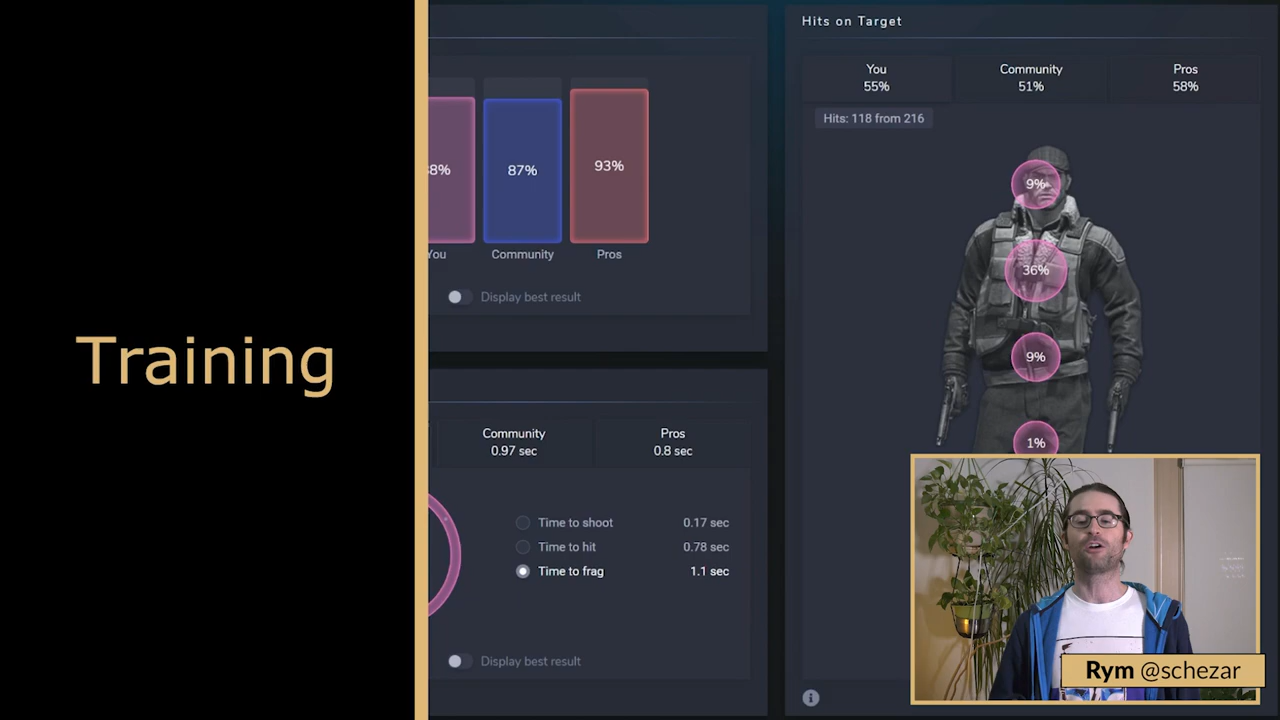 Training
93%
87%
You
Community
Pros
Display best result
Community
0.97 sec
Pros
0.8 sec
Time to shoot
0.17 sec
Time to hit
0.78 sec
Time to frag
1.1 sec
Display best result
Hits on Target
You
55%
Community
51%
Pros
58%
Hits: 118 from 216
9%
36%
9%
1%
Rym @schezar